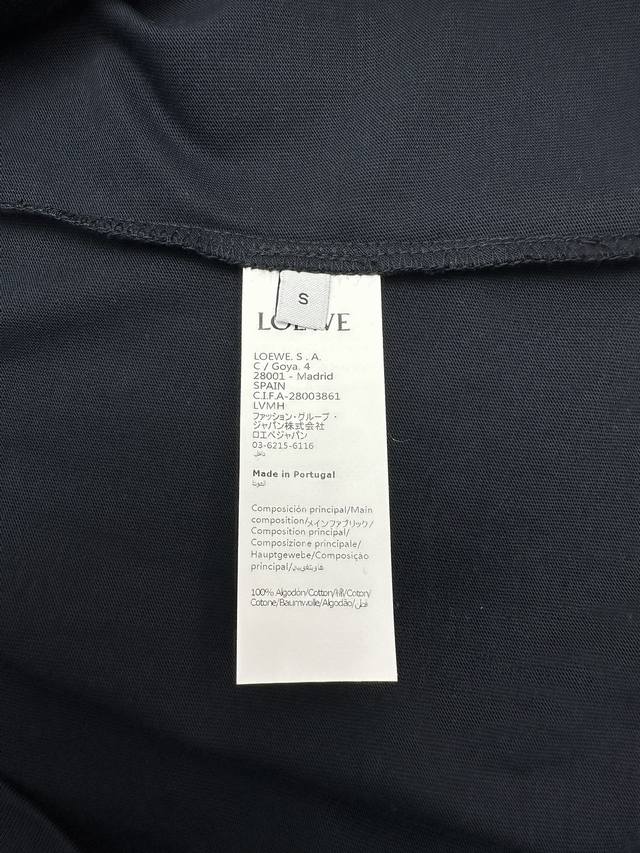 S
LOEWE
LOEWE. S . A.
C / Goya. 4
28001 - Madrid
SPAIN
C.I.F.A-28003861
LVMH
ファッション・グループ・
ジャパン株式会社
ロエベジャパン
03-6215-6116
Made in Portugal
Composición principal/Main
composition/メインファブリック/
Composition principal/
Composizione principale/
Hauptgewebe/Composição
principal/
100% Algodón/Cotton/棉/Coton/
Cotone/Baumwolle/Algodão/قطن/